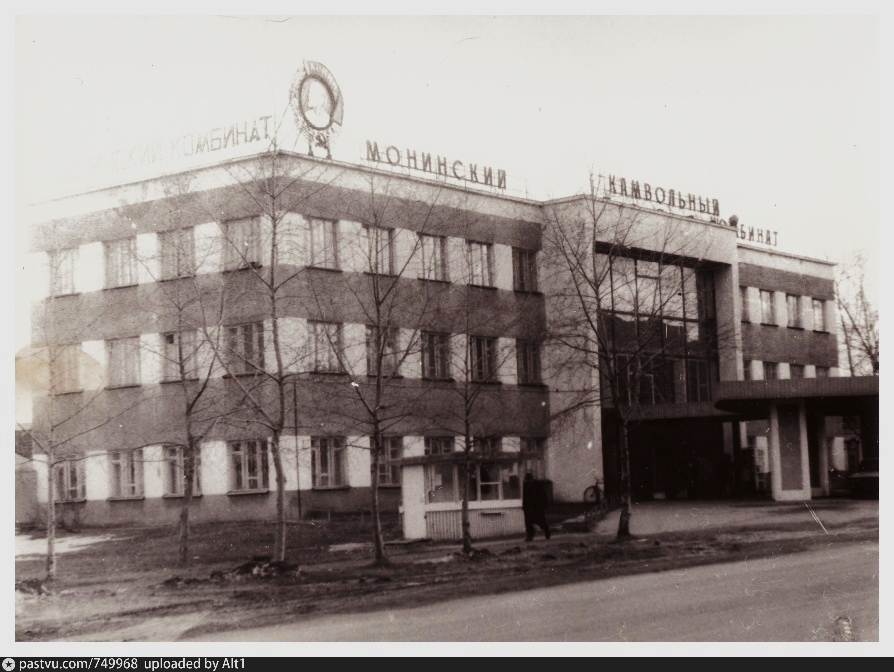 КОМБИНАТ
МОНИНСКИЙ
КАМВОЛЬНЫЙ
КОМБИНАТ
pastvu.com/749968 uploaded by Alt1